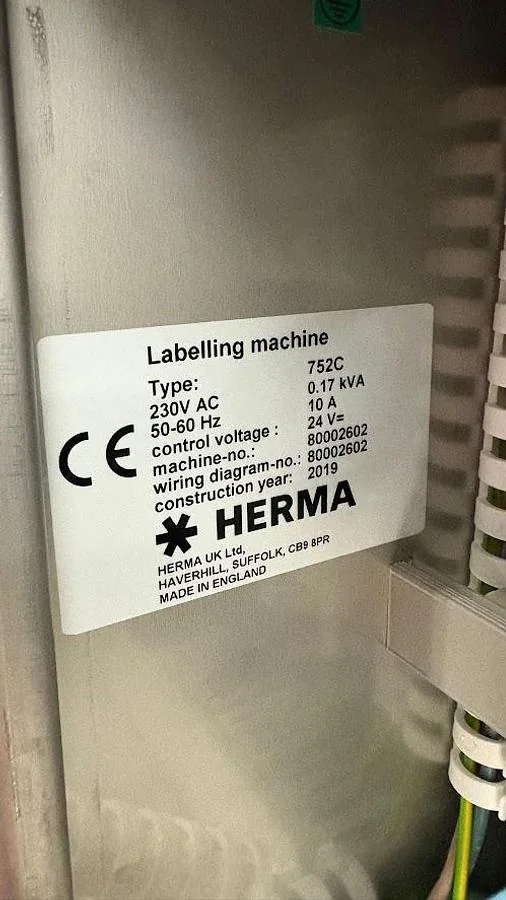 Labelling machine
Type: 752C
230V AC 0.17 kVA
50-60 Hz 10 A
control voltage : 24 V=
machine-no.: 80002602
wiring diagram-no.: 80002602
construction year: 2019
CE
HERMA
HERMA UK Ltd,
HAVERHILL, SUFFOLK, CB9 8PR
MADE IN ENGLAND